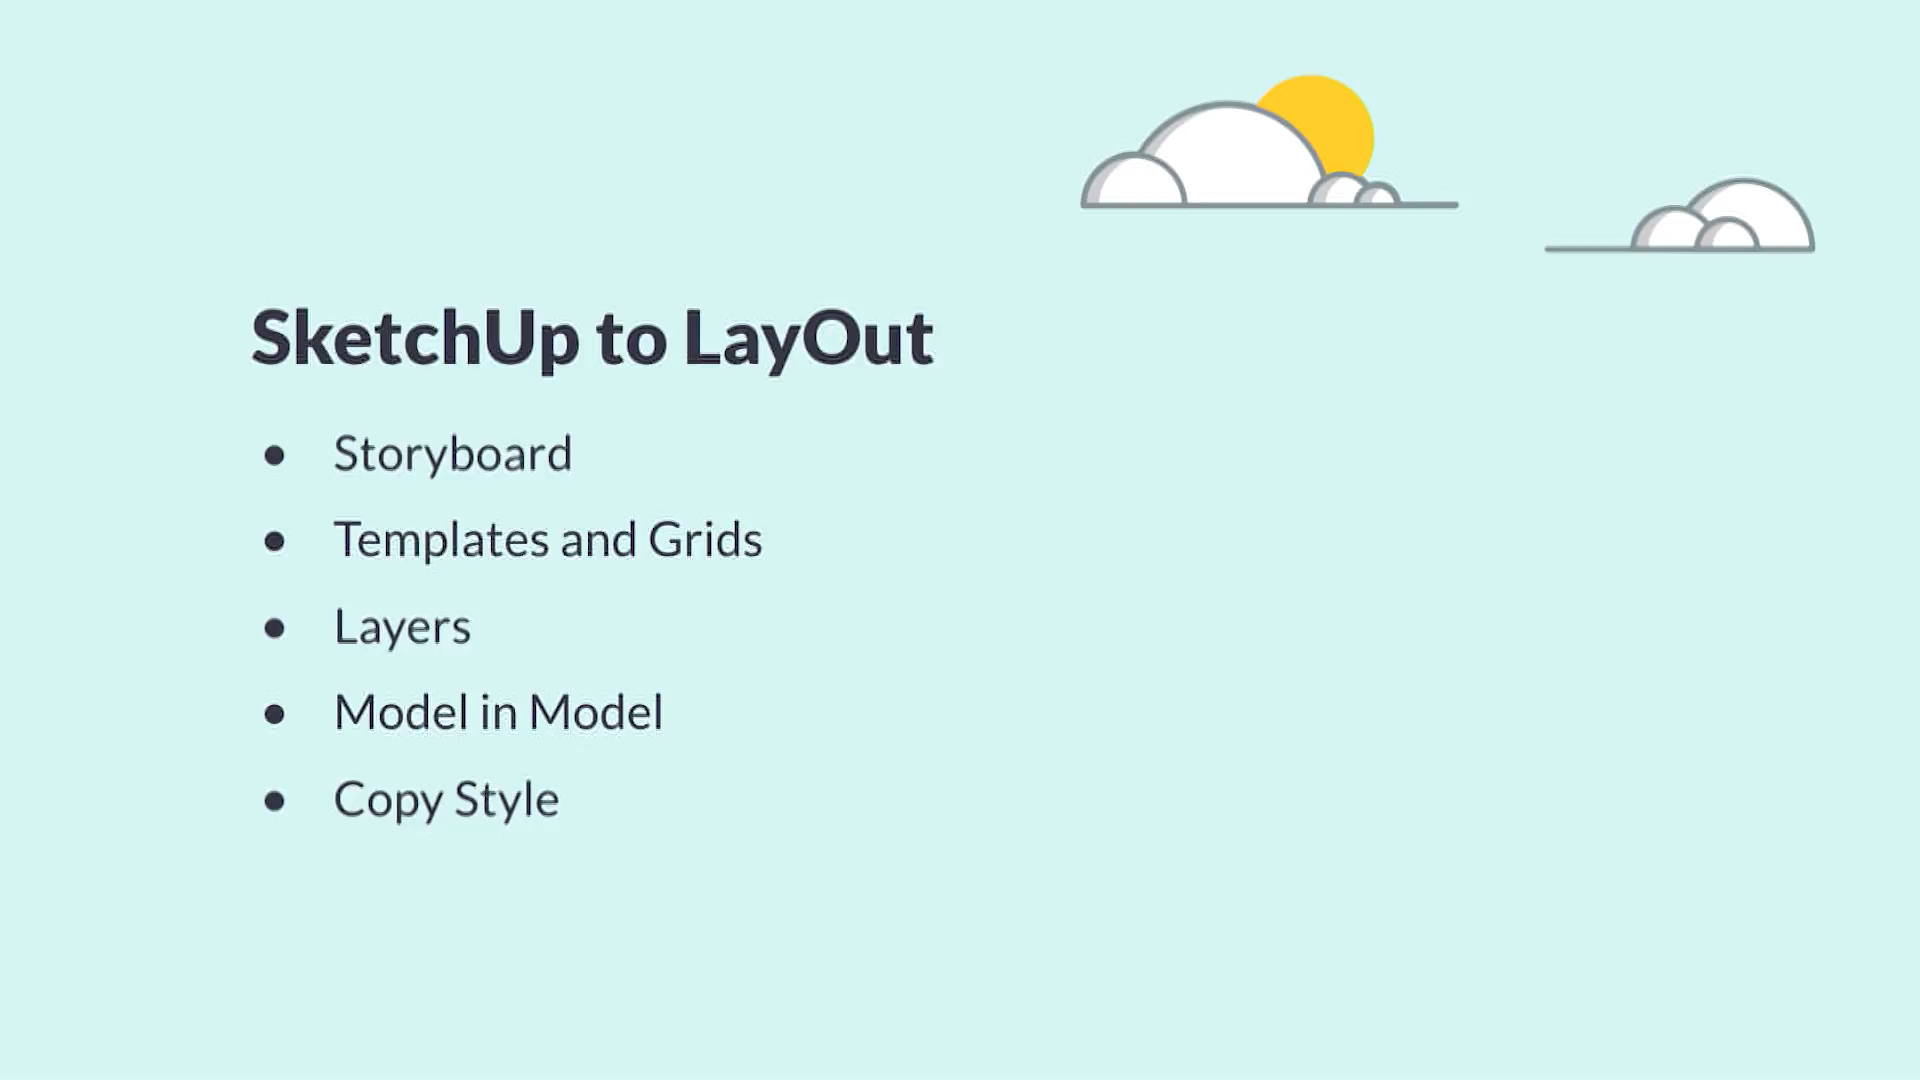 SketchUp to LayOut
● Storyboard
● Templates and Grids
● Layers
● Model in Model
● Copy Style